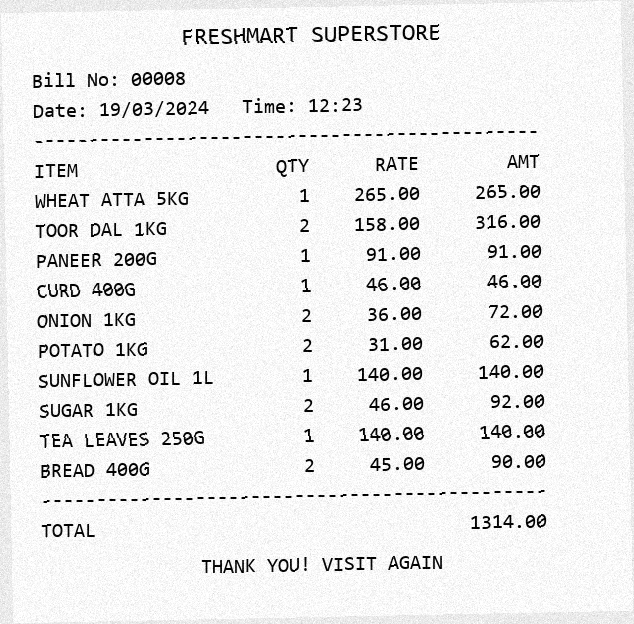 FRESHMART SUPERSTORE
Bill No: 00008
Date: 19/03/2024 Time: 12:23
------------------------------------------------
ITEM QTY RATE AMT
WHEAT ATTA 5KG 1 265.00 265.00
TOOR DAL 1KG 2 158.00 316.00
PANEER 200G 1 91.00 91.00
CURD 400G 1 46.00 46.00
ONION 1KG 2 36.00 72.00
POTATO 1KG 2 31.00 62.00
SUNFLOWER OIL 1L 1 140.00 140.00
SUGAR 1KG 2 46.00 92.00
TEA LEAVES 250G 1 140.00 140.00
BREAD 400G 2 45.00 90.00
------------------------------------------------
TOTAL 1314.00
THANK YOU! VISIT AGAIN